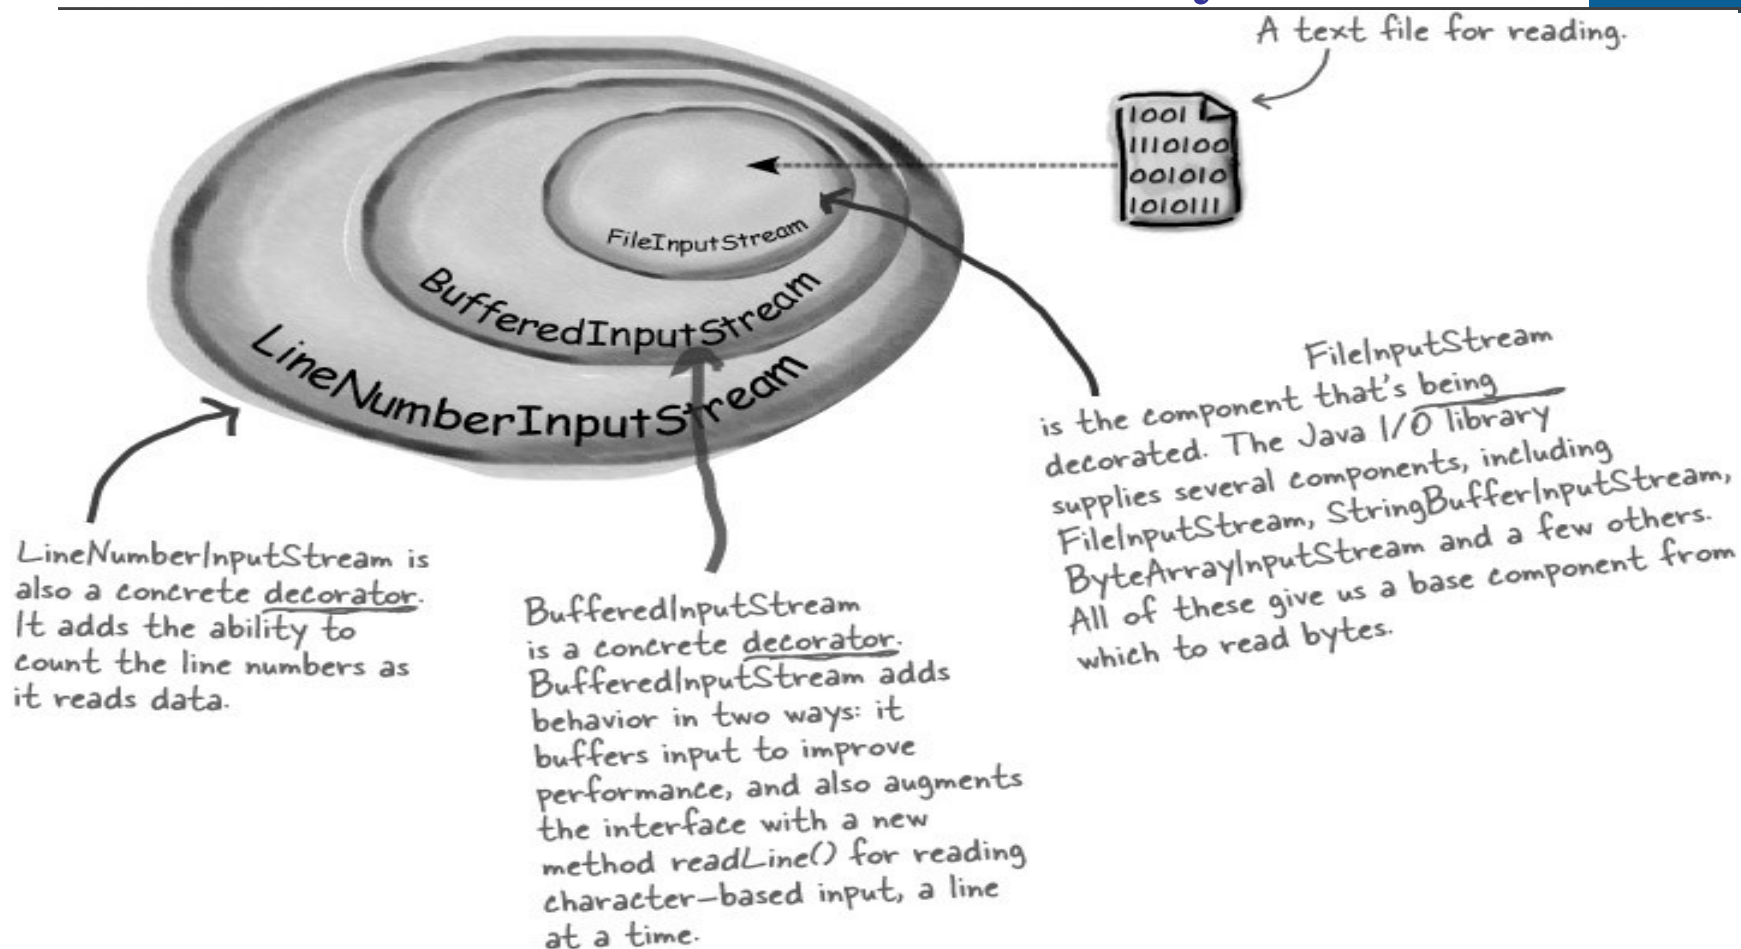 A text file for reading.
1001
1110100
001010
1010111
FileInputStream
BufferedInputStream
LineNumberInputStream
FileInputStream
is the component that's being
decorated. The Java I/O library
supplies several components, including
FileInputStream, StringBufferInputStream,
ByteArrayInputStream and a few others.
All of these give us a base component from
which to read bytes.
LineNumberInputStream is
also a concrete decorator.
It adds the ability to
count the line numbers as
it reads data.
BufferedInputStream
is a concrete decorator.
BufferedInputStream adds
behavior in two ways: it
buffers input to improve
performance, and also augments
the interface with a new
method readLine() for reading
character-based input, a line
at a time.